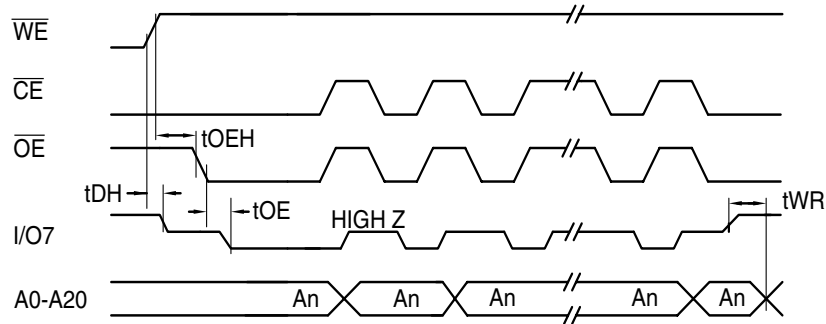 WE
CE
tOEH
OE
tDH
tOE
tWR
HIGH Z
I/O7
A0-A20 An An An An An